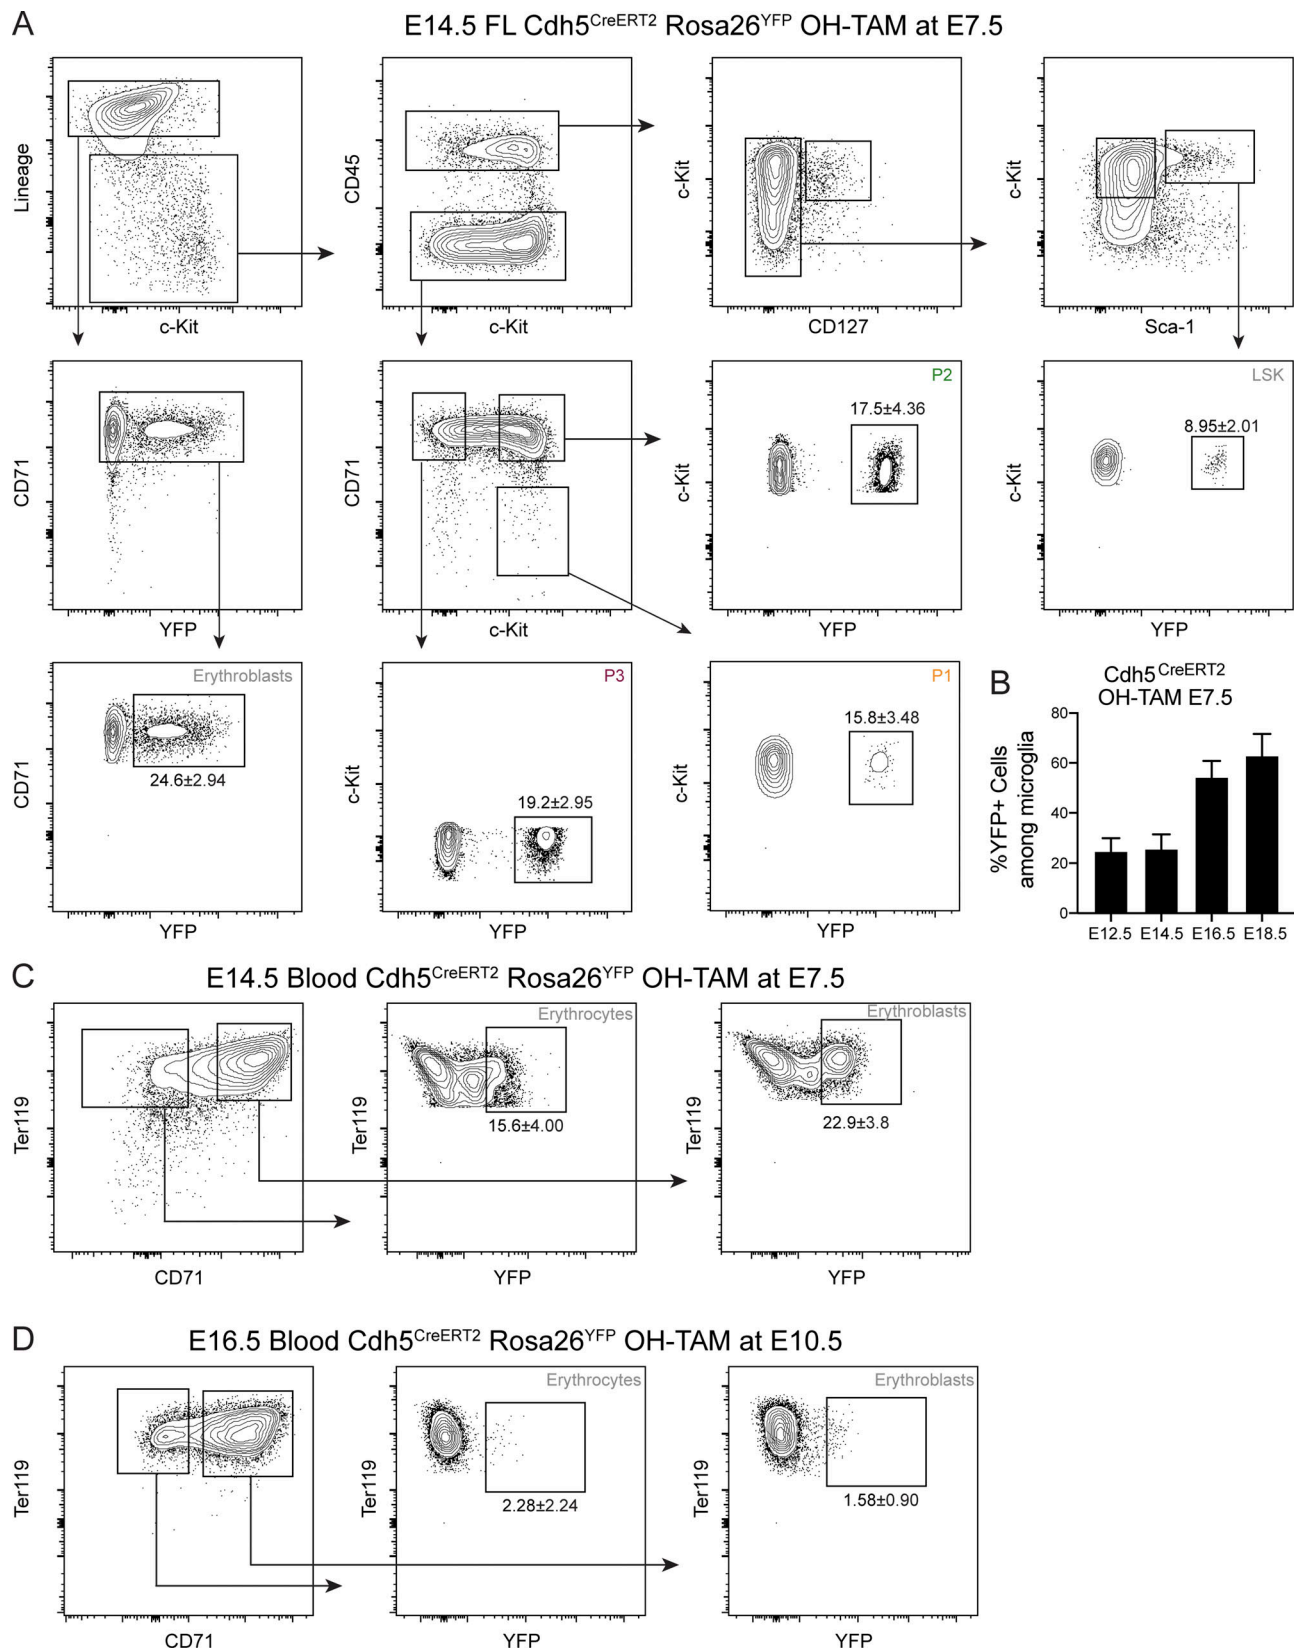 A
E14.5 FL Cdh5CreERT2 Rosa26YFP OH-TAM at E7.5
Lineage
c-Kit
CD45
c-Kit
c-Kit
CD127
c-Kit
Sca-1
CD71
YFP
CD71
c-Kit
P2
17.5±4.36
c-Kit
YFP
LSK
8.95±2.01
c-Kit
YFP
Erythroblasts
24.6±2.94
CD71
YFP
P3
19.2±2.95
c-Kit
YFP
P1
15.8±3.48
c-Kit
YFP
B
Cdh5CreERT2
OH-TAM E7.5
%YFP+ Cells
among microglia
80
60
40
20
0
E12.5 E14.5 E16.5 E18.5
C
E14.5 Blood Cdh5CreERT2 Rosa26YFP OH-TAM at E7.5
Ter119
CD71
Erythrocytes
15.6±4.00
Ter119
YFP
Erythroblasts
22.9±3.8
Ter119
YFP
D
E16.5 Blood Cdh5CreERT2 Rosa26YFP OH-TAM at E10.5
Ter119
CD71
Erythrocytes
2.28±2.24
Ter119
YFP
Erythroblasts
1.58±0.90
Ter119
YFP